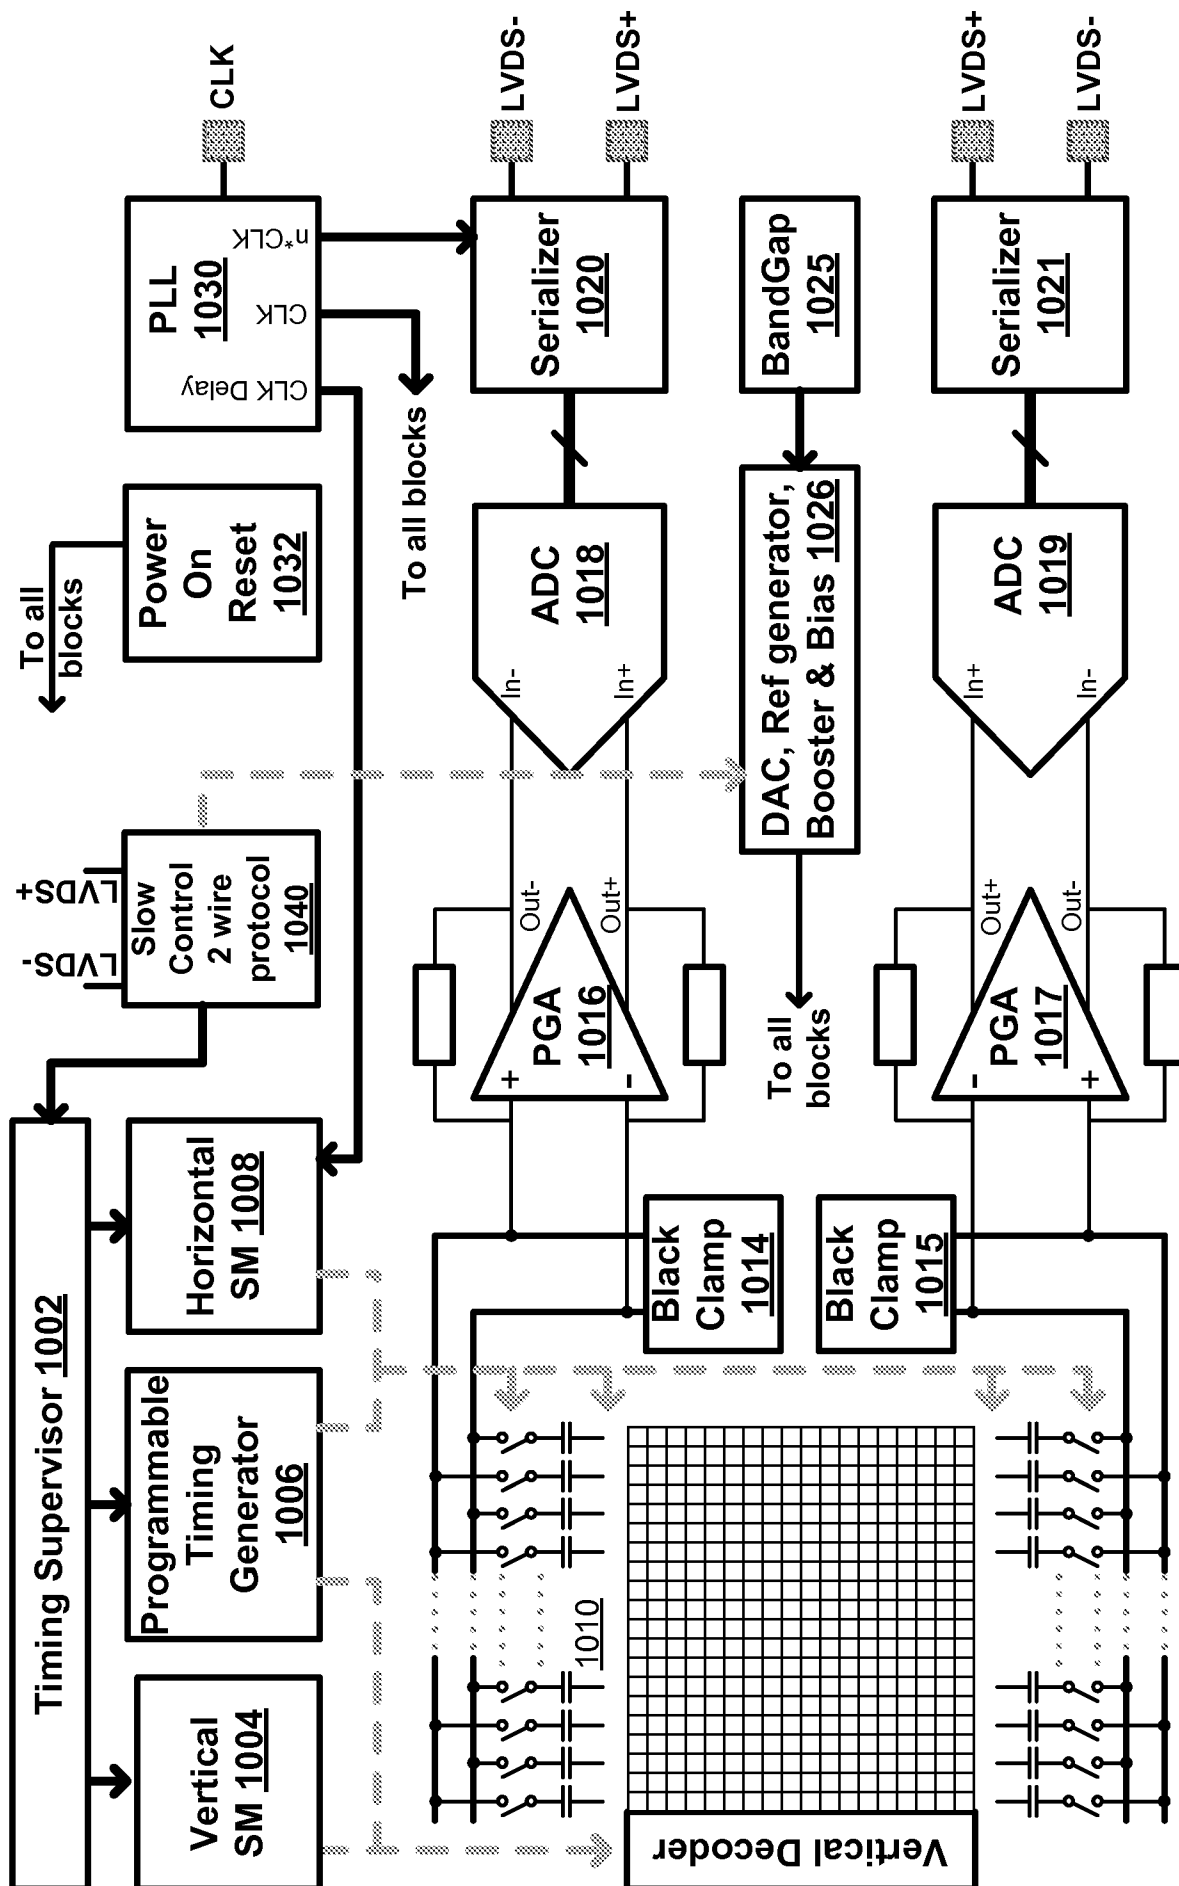 Timing Supervisor 1002
Vertical
SM 1004
Programmable
Timing
Generator
1006
Horizontal
SM 1008
LVDS-
LVDS+
Slow
Control
2 wire
protocol
1040
To all
blocks
Power
On
Reset
1032
PLL
1030
CLK Delay
CLK
n*CLK
CLK
To all blocks
1010
Vertical Decoder
Black
Clamp
1014
Black
Clamp
1015
+
-
PGA
1016
Out-
Out+
In-
In+
ADC
1018
Serializer
1020
LVDS-
LVDS+
To all
blocks
DAC, Ref generator,
Booster & Bias 1026
BandGap
1025
-
+
PGA
1017
Out+
Out-
In+
In-
ADC
1019
Serializer
1021
LVDS+
LVDS-